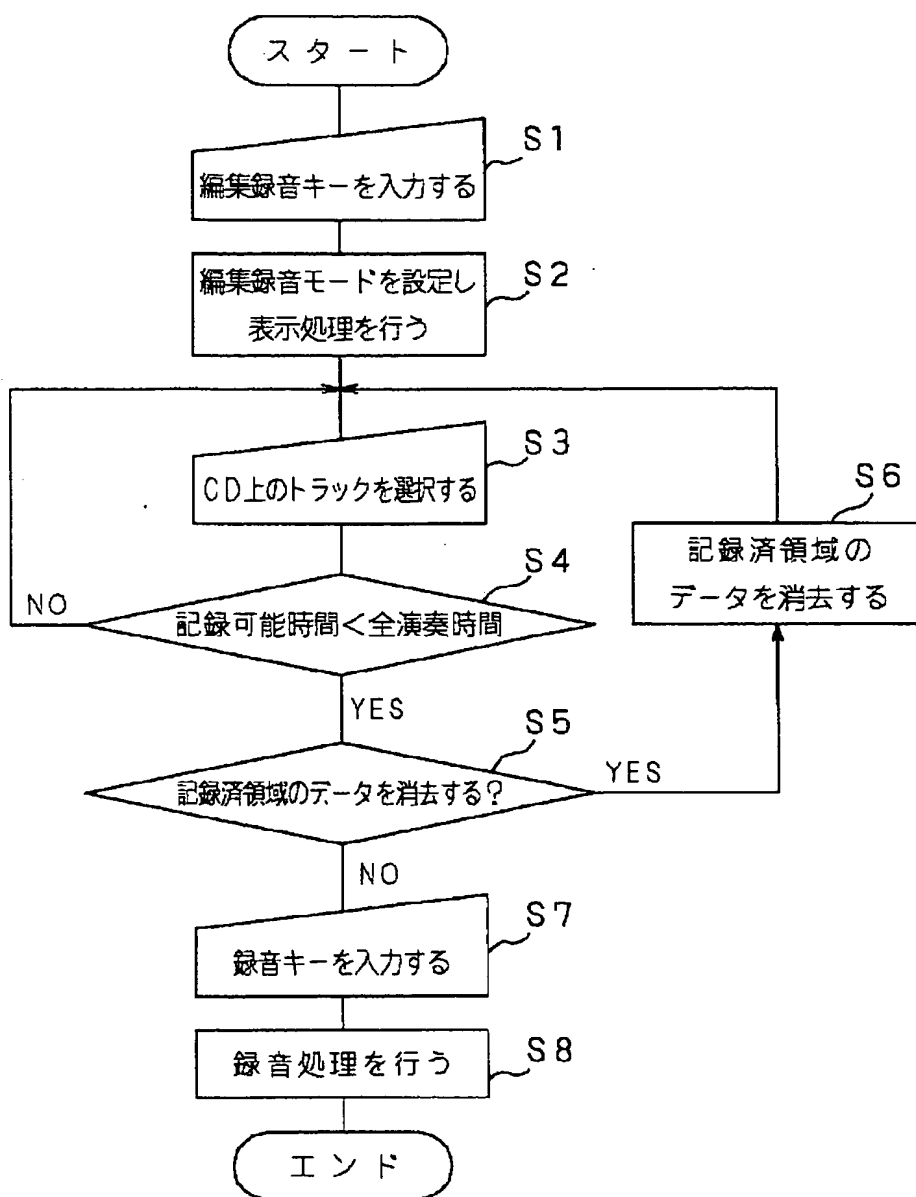 スタート
S1
編集録音キーを入力する
S2
編集録音モードを設定し
表示処理を行う
S3
CD上のトラックを選択する
S6
記録済領域の
データを消去する
S4
NO
記録可能時間<全演奏時間
YES
S5
YES
記録済領域のデータを消去する?
NO
S7
録音キーを入力する
S8
録音処理を行う
エンド